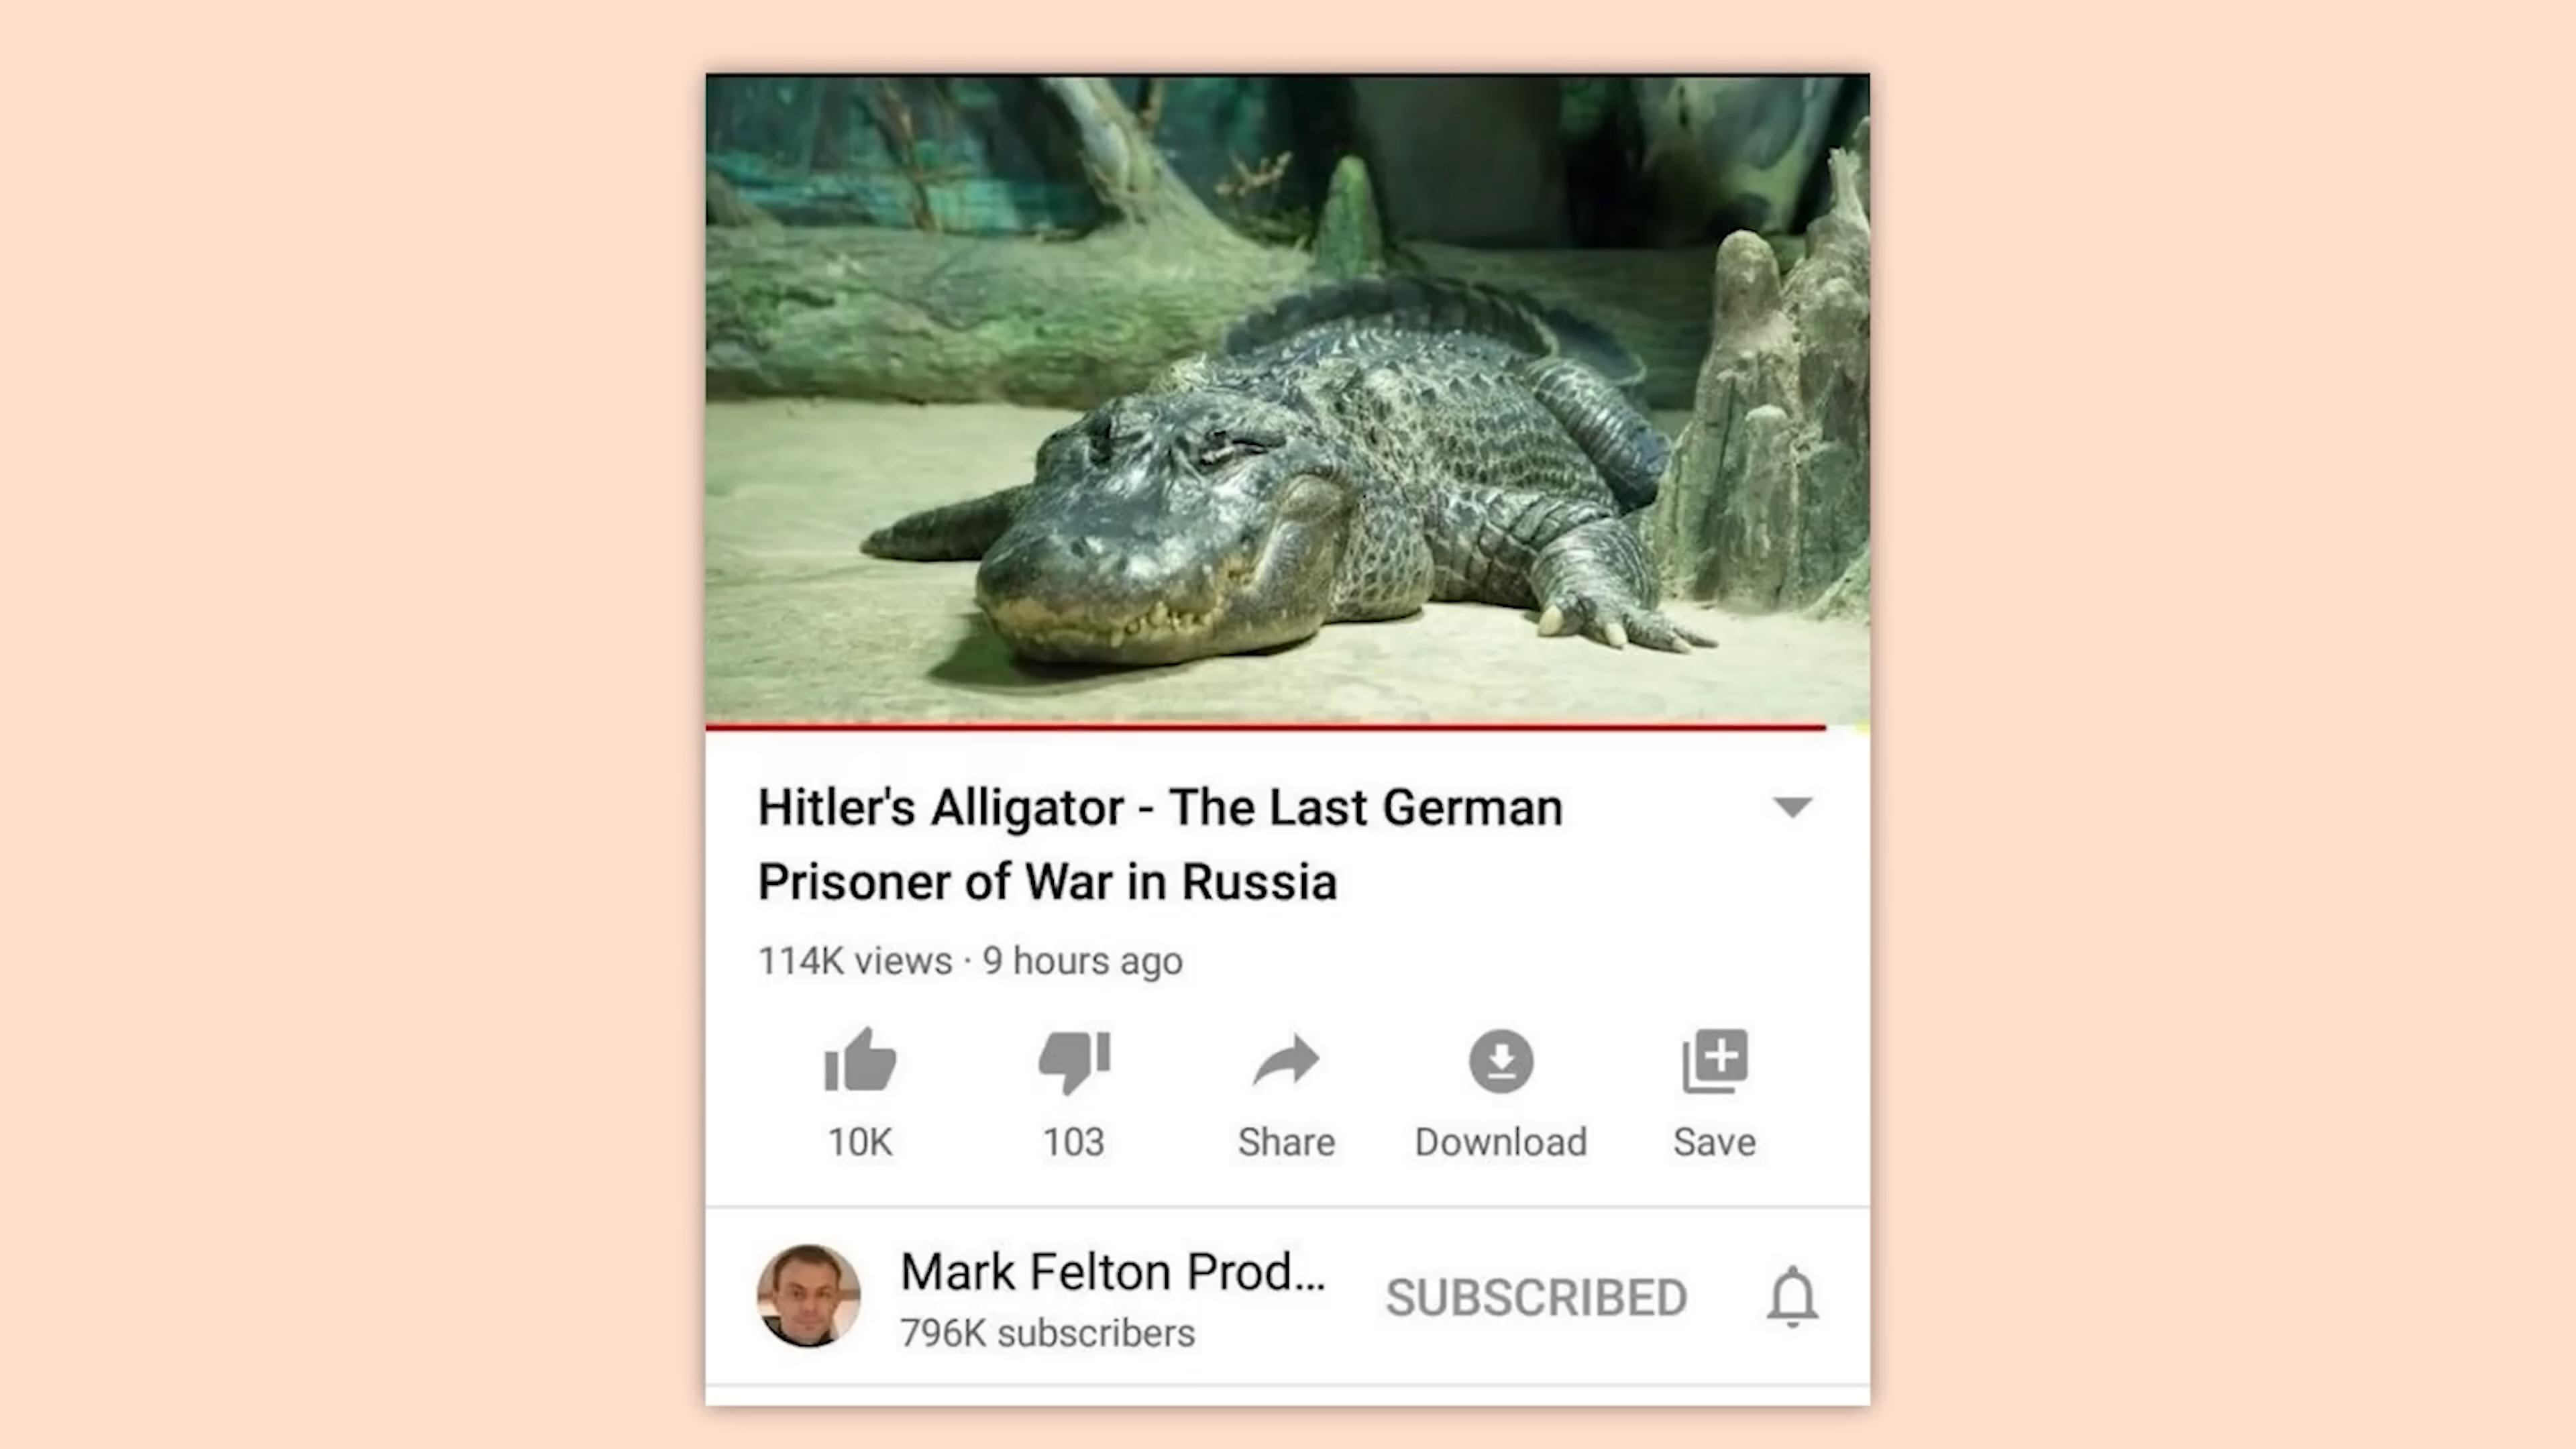 Hitler's Alligator - The Last German
Prisoner of War in Russia
114K views · 9 hours ago
10K
103
Share
Download
Save
Mark Felton Prod...
796K subscribers
SUBSCRIBED